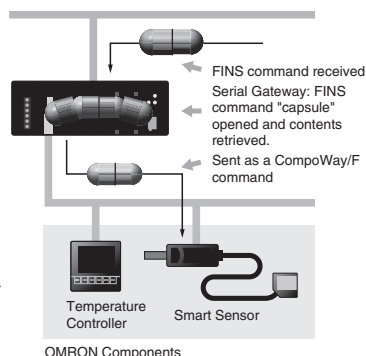 FINS command received
Serial Gateway: FINS
command "capsule"
opened and contents
retrieved.
Sent as a CompoWay/F
command
Temperature
Controller
Smart Sensor
OMRON Components